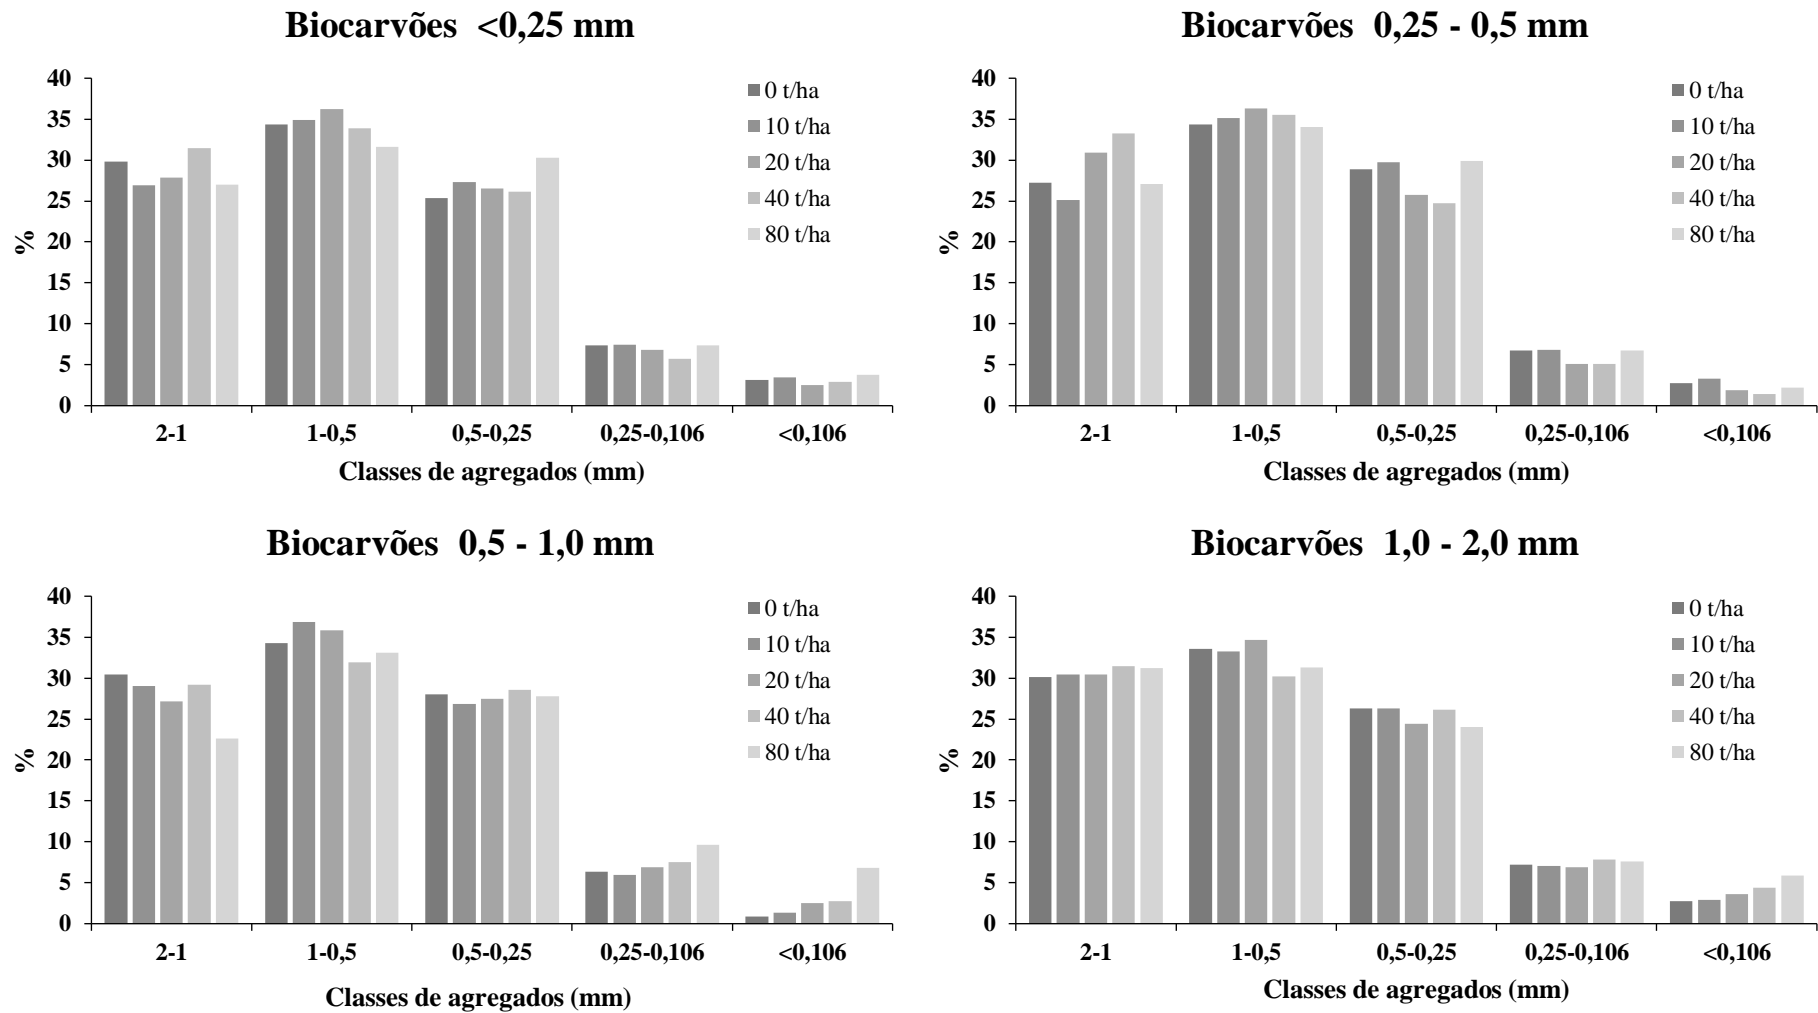 Biocarvões <0,25 mm
40
35
30
25
20
15
10
5
0
%
0 t/ha
10 t/ha
20 t/ha
40 t/ha
80 t/ha
2-1 1-0,5 0,5-0,25 0,25-0,106 <0,106
Classes de agregados (mm)
Biocarvões 0,25 - 0,5 mm
40
35
30
25
20
15
10
5
0
%
0 t/ha
10 t/ha
20 t/ha
40 t/ha
80 t/ha
2-1 1-0,5 0,5-0,25 0,25-0,106 <0,106
Classes de agregados (mm)
Biocarvões 0,5 - 1,0 mm
40
35
30
25
20
15
10
5
0
%
0 t/ha
10 t/ha
20 t/ha
40 t/ha
80 t/ha
2-1 1-0,5 0,5-0,25 0,25-0,106 <0,106
Classes de agregados (mm)
Biocarvões 1,0 - 2,0 mm
40
35
30
25
20
15
10
5
0
%
0 t/ha
10 t/ha
20 t/ha
40 t/ha
80 t/ha
2-1 1-0,5 0,5-0,25 0,25-0,106 <0,106
Classes de agregados (mm)